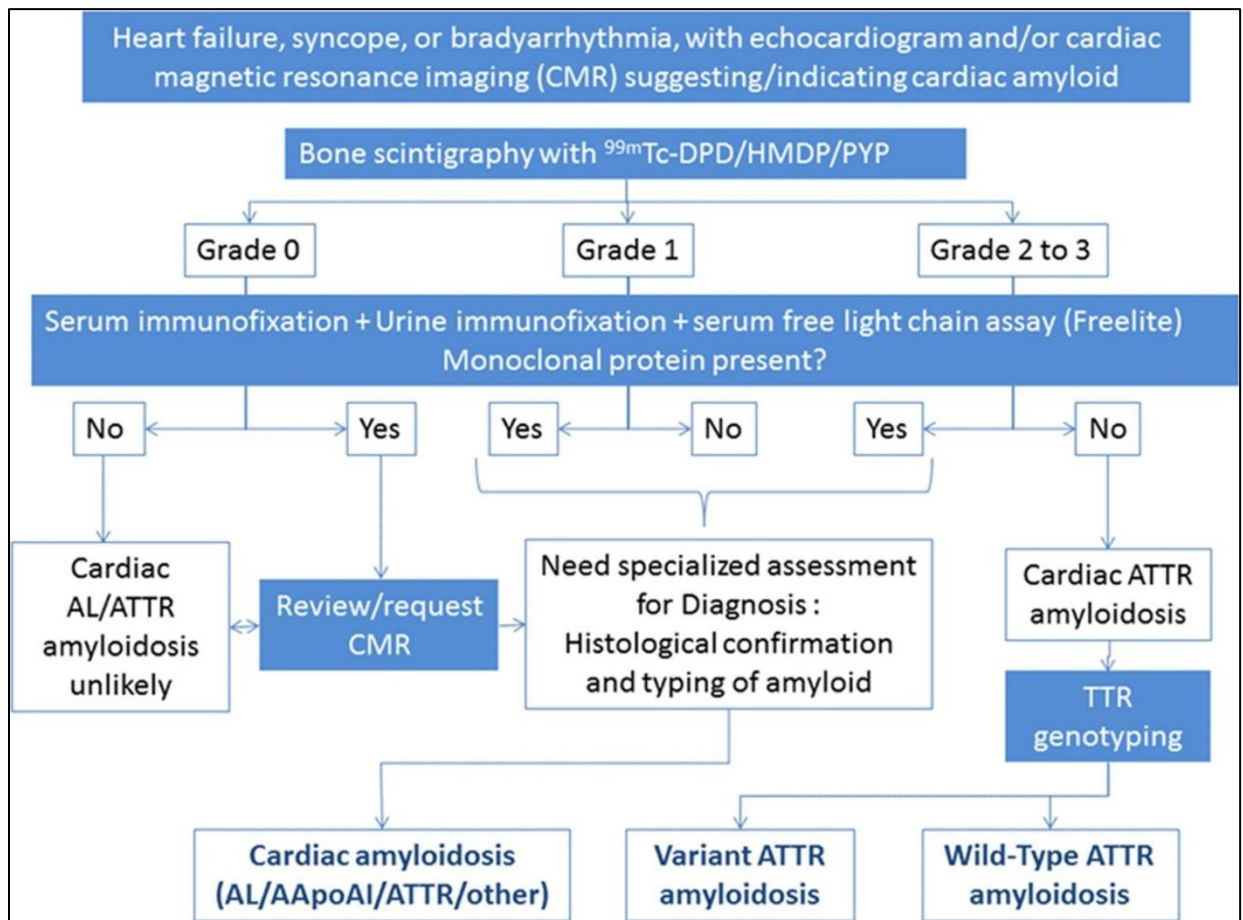 Heart failure, syncope, or bradyarrhythmia, with echocardiogram and/or cardiac
magnetic resonance imaging (CMR) suggesting/indicating cardiac amyloid
Bone scintigraphy with ⁹⁹ᵐTc-DPD/HMDP/PYP
Grade 0
Grade 1
Grade 2 to 3
Serum immunofixation + Urine immunofixation + serum free light chain assay (Freelite)
Monoclonal protein present?
No
Yes
Yes
No
Yes
No
Cardiac
AL/ATTR
amyloidosis
unlikely
Review/request
CMR
Need specialized assessment
for Diagnosis :
Histological confirmation
and typing of amyloid
Cardiac ATTR
amyloidosis
TTR
genotyping
Cardiac amyloidosis
(AL/AApoAI/ATTR/other)
Variant ATTR
amyloidosis
Wild-Type ATTR
amyloidosis